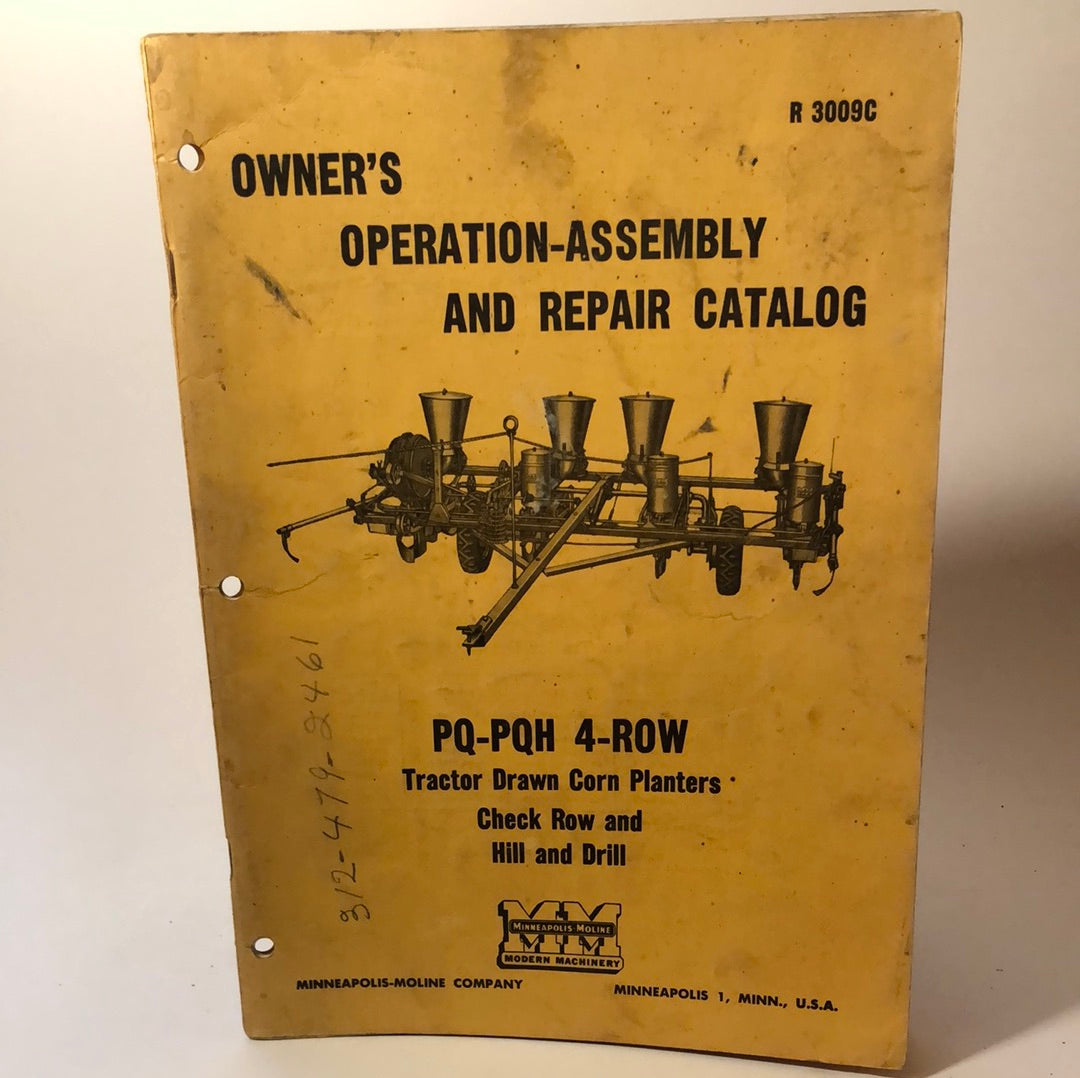 R 3009C
OWNER'S
OPERATION-ASSEMBLY
AND REPAIR CATALOG
312-479-2461
PQ-PQH 4-ROW
Tractor Drawn Corn Planters
Check Row and
Hill and Drill
MM
MINNEAPOLIS-MOLINE
MODERN MACHINERY
MINNEAPOLIS-MOLINE COMPANY
MINNEAPOLIS 1, MINN., U.S.A.